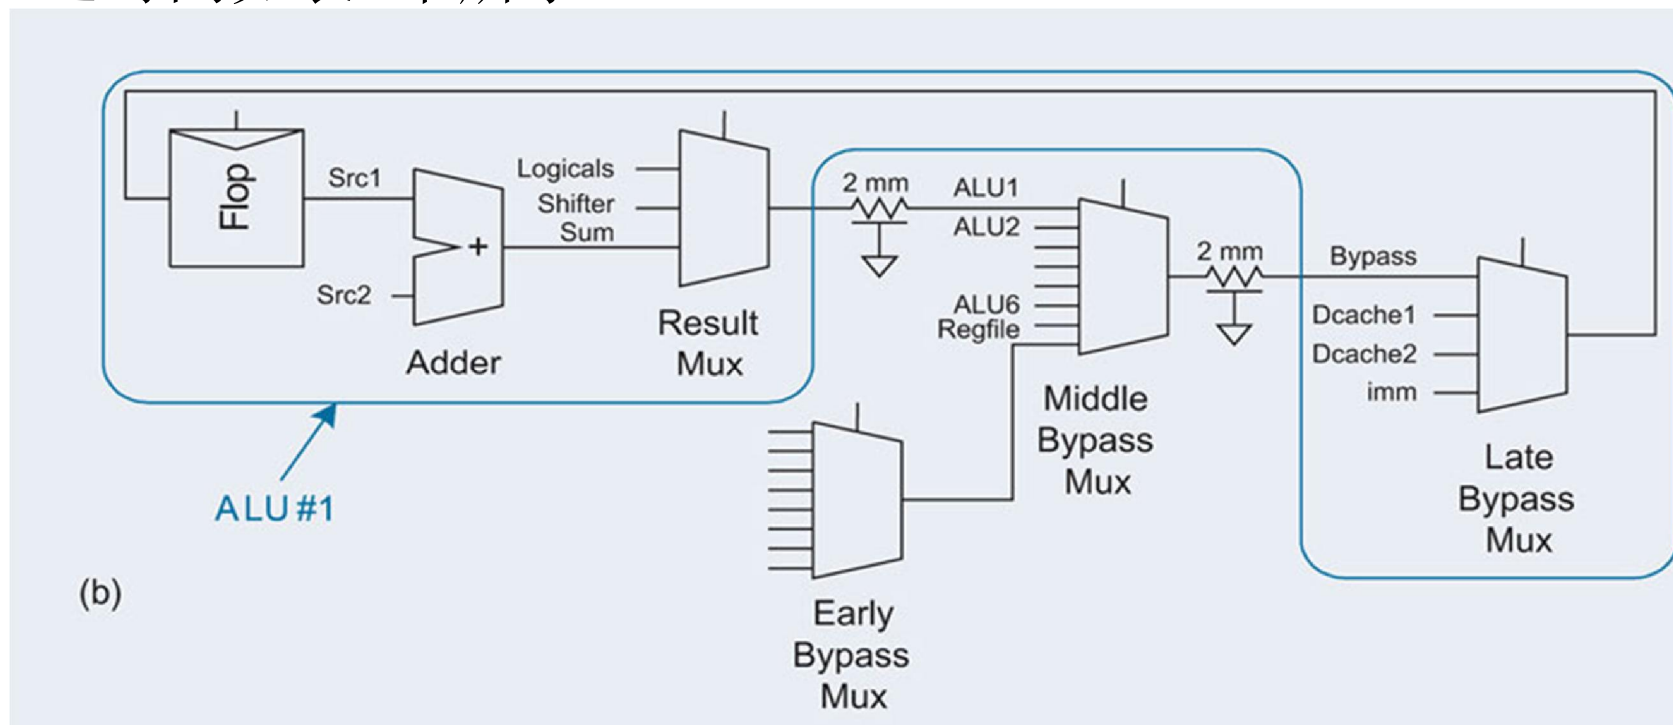 Flop
Src1
Src2
+
Adder
Logicals
Shifter
Sum
Result
Mux
2 mm
ALU1
ALU2
ALU6
Regfile
Middle
Bypass
Mux
2 mm
Bypass
Dcache1
Dcache2
imm
Late
Bypass
Mux
ALU #1
Early
Bypass
Mux
(b)